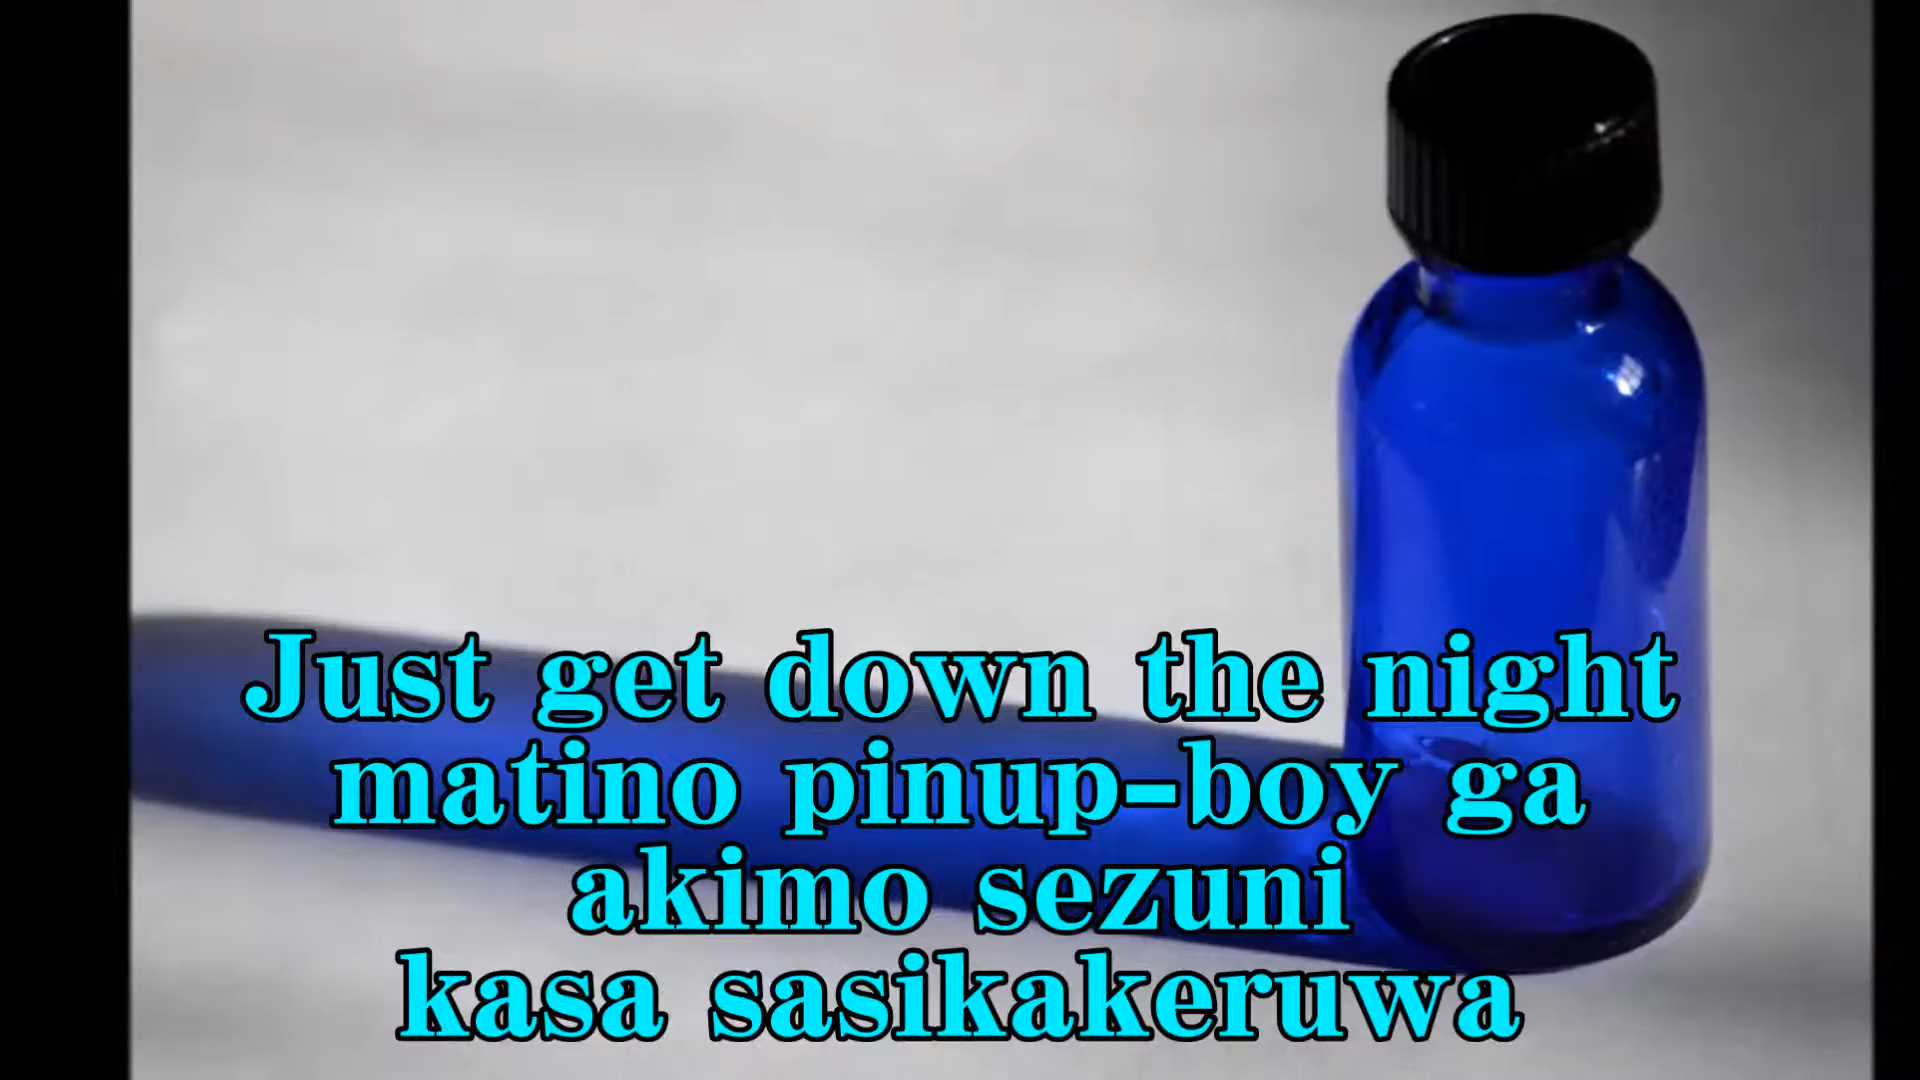 Just get down the night
matino pinup-boy ga
akimo sezuni
kasa sasikakeruwa